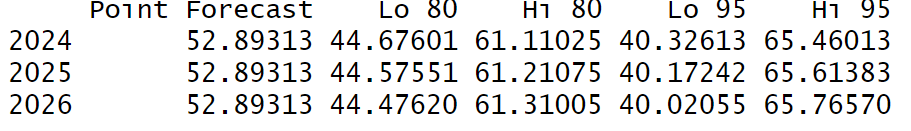 Point Forecast Lo 80 Hi 80 Lo 95 Hi 95
2024 52.89313 44.67601 61.11025 40.32613 65.46013
2025 52.89313 44.57551 61.21075 40.17242 65.61383
2026 52.89313 44.47620 61.31005 40.02055 65.76570